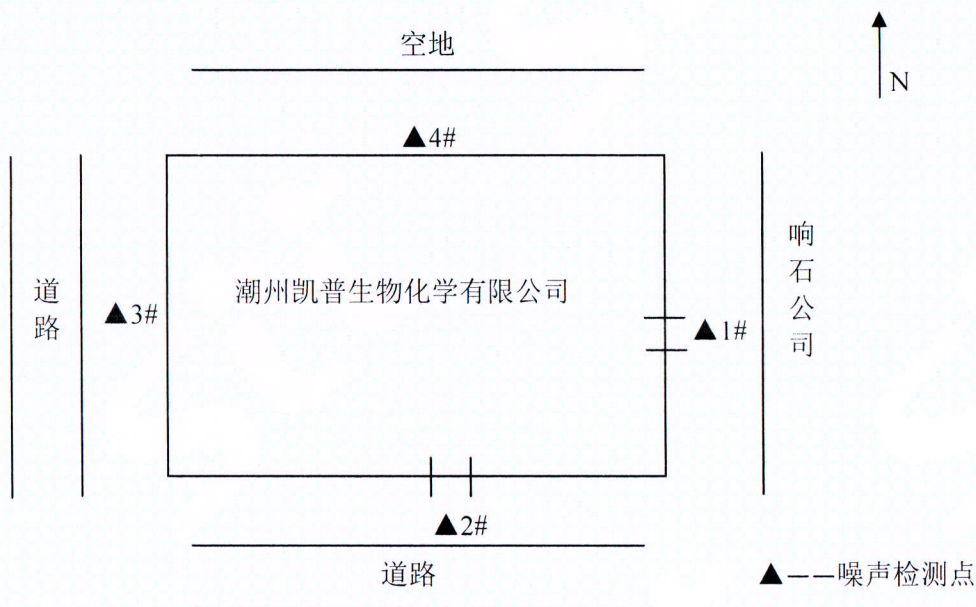 空地
N
▲4#
响石公司
道路
潮州凯普生物化学有限公司
▲3#
▲1#
▲2#
道路
▲——噪声检测点